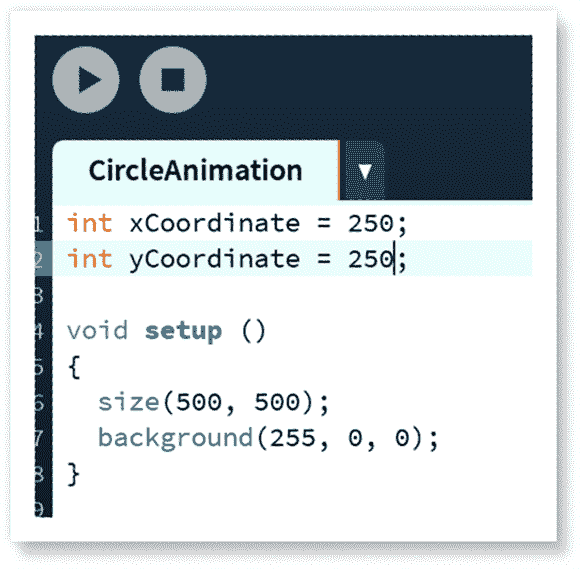 CircleAnimation
1 int xCoordinate = 250;
2 int yCoordinate = 250;
3
4 void setup ()
5 {
6   size(500, 500);
7   background(255, 0, 0);
8 }
9